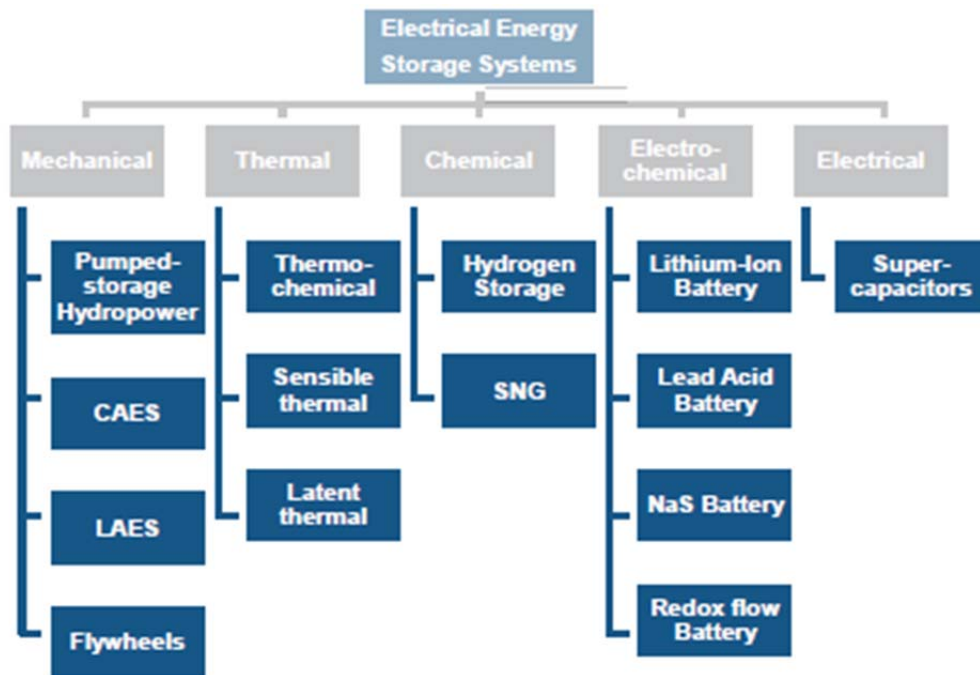 Electrical Energy
Storage Systems
Mechanical
Thermal
Chemical
Electro-
chemical
Electrical
Pumped-
storage
Hydropower
CAES
LAES
Flywheels
Thermo-
chemical
Sensible
thermal
Latent
thermal
Hydrogen
Storage
SNG
Lithium-Ion
Battery
Lead Acid
Battery
NaS Battery
Redox flow
Battery
Super-
capacitors